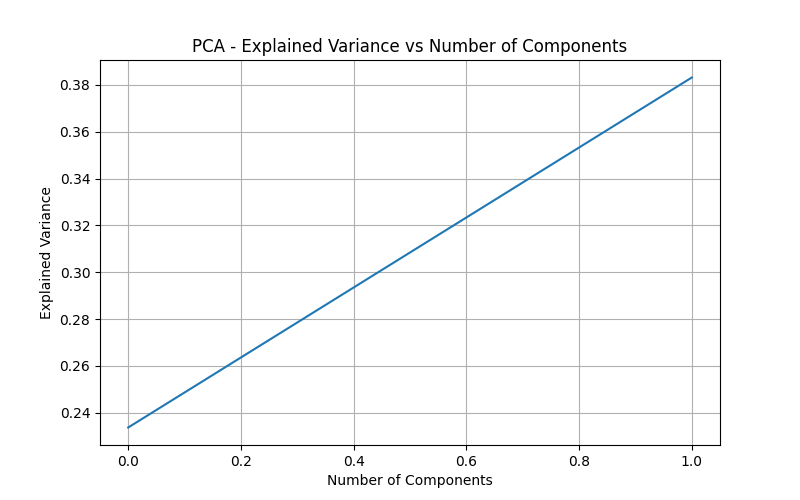 PCA - Explained Variance vs Number of Components
0.38
0.36
0.34
0.32
0.30
0.28
0.26
0.24
Explained Variance
0.0 0.2 0.4 0.6 0.8 1.0
Number of Components